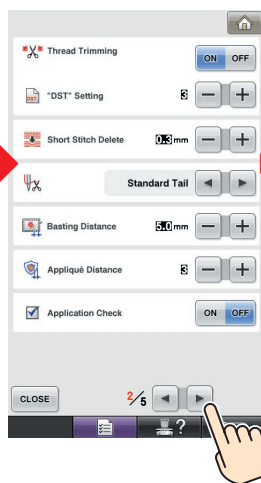 Thread Trimming ON OFF
"DST" Setting 3 − +
DST
Short Stitch Delete 0.3 mm − +
Standard Tail
Basting Distance 5.0 mm − +
Appliqué Distance 3 − +
Application Check ON OFF
CLOSE 2/5
?